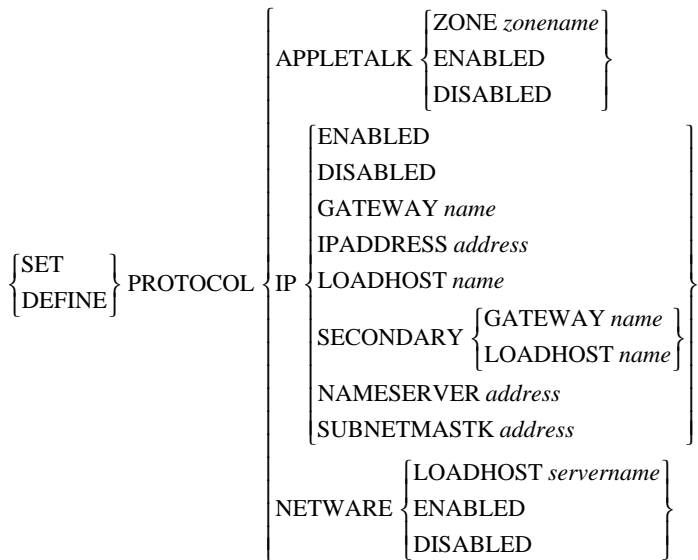 ZONE zonename
APPLETALK ENABLED
DISABLED
ENABLED
DISABLED
GATEWAY name
IPADDRESS address
SET
DEFINE
PROTOCOL
IP
LOADHOST name
SECONDARY
GATEWAY name
LOADHOST name
NAMESERVER address
SUBNETMASTK address
LOADHOST servername
NETWARE ENABLED
DISABLED